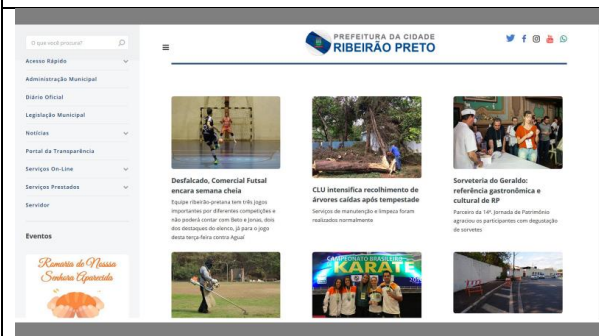 O que você procura?
Acesso Rápido
Administração Municipal
Diário Oficial
Legislação Municipal
Notícias
Portal da Transparência
Serviços On-Line
Serviços Prestados
Servidor
Eventos
Romaria de Nossa
Senhora Aparecida
PREFEITURA DA CIDADE
RIBEIRÃO PRETO
Desfalcado, Comercial Futsal
encara semana cheia
Equipe ribeirão-pretana tem três jogos
importantes por diferentes competições e
não poderá contar com Beto e Jonas, dois
dos destaques do elenco, já para o jogo
desta terça-feira contra Aguaí
CLU intensifica recolhimento de
árvores caídas após tempestade
Serviços de manutenção e limpeza foram
realizados normalmente
Sorveteria do Geraldo:
referência gastronômica e
cultural de RP
Parceiro da 14ª. Jornada de Patrimônio
agraciou os participantes com degustação
de sorvetes
CAMPEONATO BRASILEIRO
KARATE